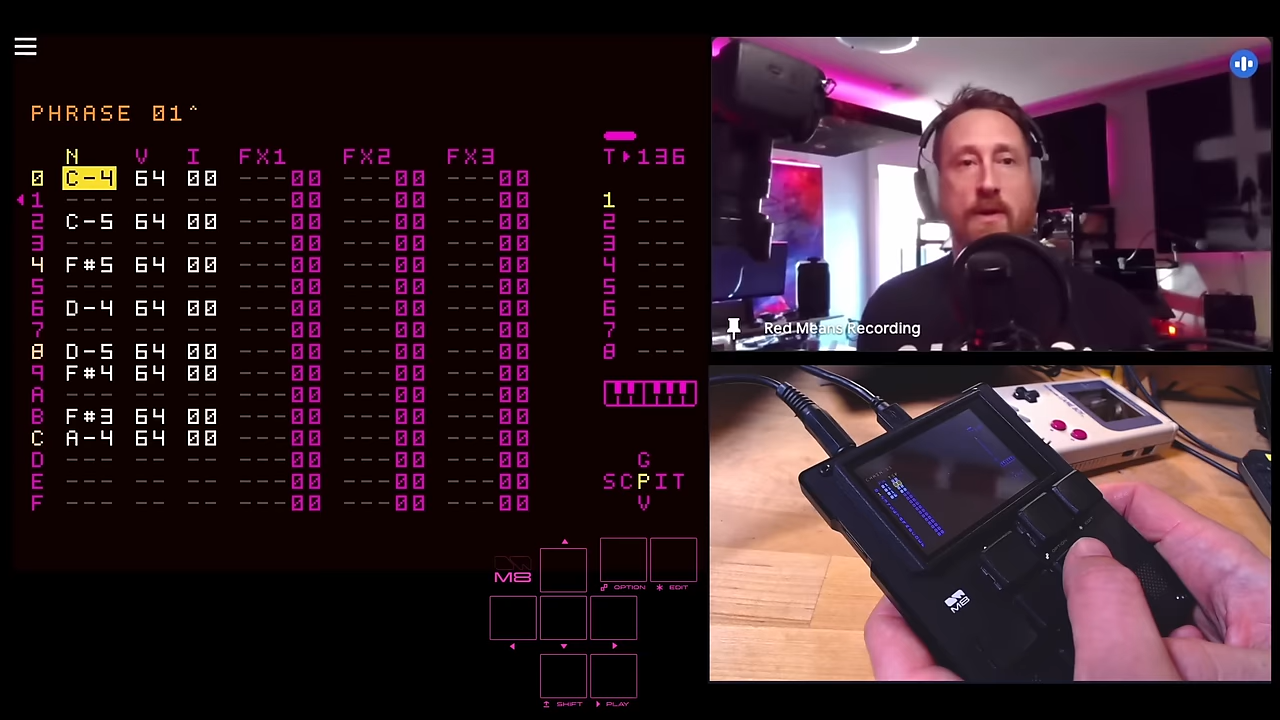 PHRASE 01^
N V I FX1 FX2 FX3 T▸136
0 C-4 64 00 ---00 ---00 ---00
1 --- -- -- ---00 ---00 ---00 1 ---
2 C-5 64 00 ---00 ---00 ---00 2 ---
3 --- -- -- ---00 ---00 ---00 3 ---
4 F#5 64 00 ---00 ---00 ---00 4 ---
5 --- -- -- ---00 ---00 ---00 5 ---
6 D-4 64 00 ---00 ---00 ---00 6 ---
7 --- -- -- ---00 ---00 ---00 7 ---
8 D-5 64 00 ---00 ---00 ---00 8 ---
9 F#4 64 00 ---00 ---00 ---00
A --- -- -- ---00 ---00 ---00
B F#3 64 00 ---00 ---00 ---00
C A-4 64 00 ---00 ---00 ---00
D --- -- -- ---00 ---00 ---00 G
E --- -- -- ---00 ---00 ---00 SCPIT
F --- -- -- ---00 ---00 ---00 V
M8
OPTION EDIT
SHIFT PLAY
Red Means Recording
M8